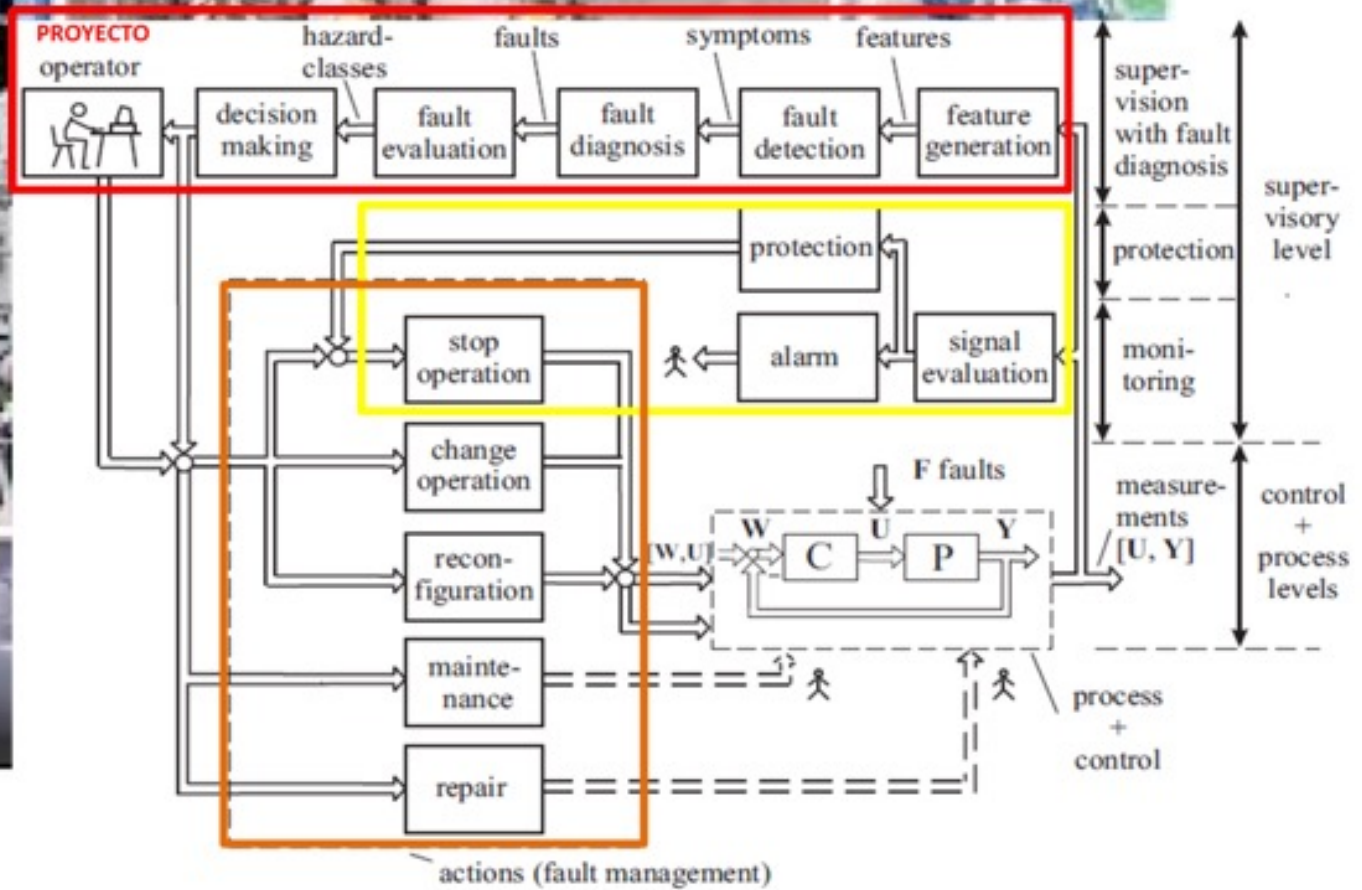 PROYECTO
operator
hazard-
classes
faults
symptoms
features
decision
making
fault
evaluation
fault
diagnosis
fault
detection
feature
generation
super-
vision
with fault
diagnosis
super-
visory
level
protection
protection
stop
operation
alarm
signal
evaluation
moni-
toring
change
operation
F faults
measure-
ments
[U, Y]
control
+
process
levels
recon-
figuration
[W,U]
W
C
U
P
Y
mainte-
nance
process
+
control
repair
actions (fault management)